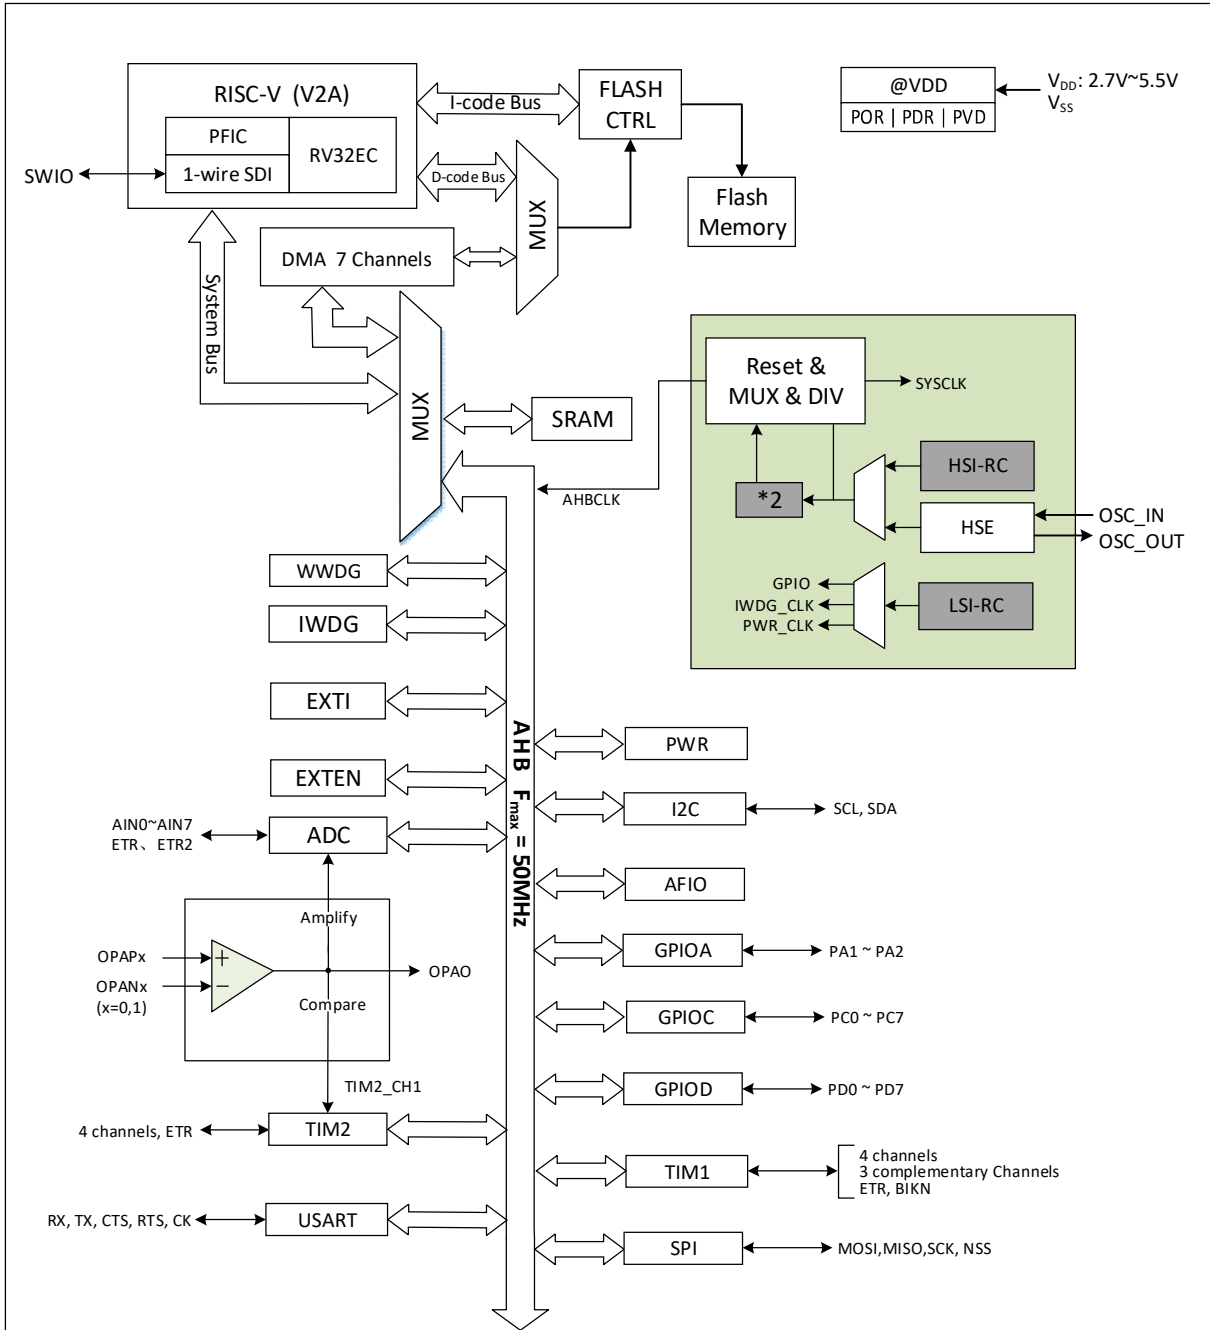 RISC-V (V2A)
PFIC
1-wire SDI
RV32EC
SWIO
I-code Bus
D-code Bus
FLASH
CTRL
Flash
Memory
@VDD
POR | PDR | PVD
VDD: 2.7V~5.5V
VSS
MUX
DMA 7 Channels
System Bus
MUX
SRAM
Reset &
MUX & DIV
SYSCLK
AHBCLK
*2
HSI-RC
HSE
OSC_IN
OSC_OUT
GPIO
IWDG_CLK
PWR_CLK
LSI-RC
WWDG
IWDG
EXTI
EXTEN
AIN0~AIN7
ETR、ETR2
ADC
AHB Fmax = 50MHz
Amplify
OPAPx
OPANx
(x=0,1)
+
−
OPAO
Compare
TIM2_CH1
4 channels, ETR
TIM2
RX, TX, CTS, RTS, CK
USART
PWR
I2C
SCL, SDA
AFIO
GPIOA
PA1 ~ PA2
GPIOC
PC0 ~ PC7
GPIOD
PD0 ~ PD7
TIM1
4 channels
3 complementary Channels
ETR, BIKN
SPI
MOSI,MISO,SCK, NSS